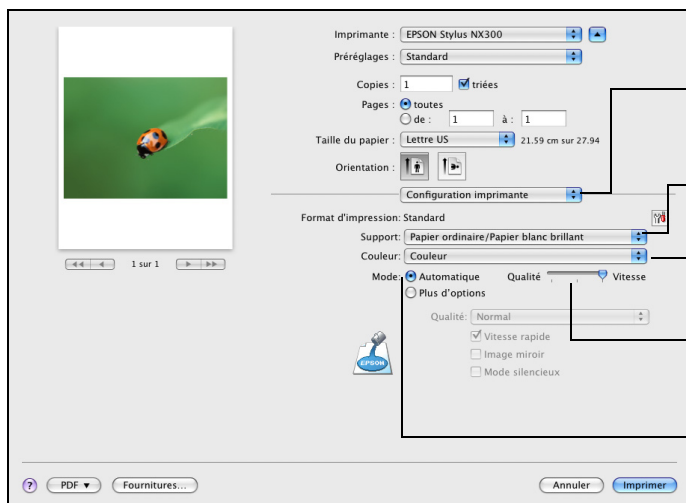 Imprimante : EPSON Stylus NX300
Préréglages : Standard
Copies : 1 triées
Pages : toutes
de : 1 à : 1
Taille du papier : Lettre US 21.59 cm sur 27.94
Orientation :
Configuration imprimante
Format d'impression: Standard
Support: Papier ordinaire/Papier blanc brillant
1 sur 1
Couleur: Couleur
Mode: Automatique Qualité Vitesse
Plus d'options
Qualité: Normal
Vitesse rapide
Image miroir
Mode silencieux
EPSON
? PDF Fournitures... Annuler Imprimer